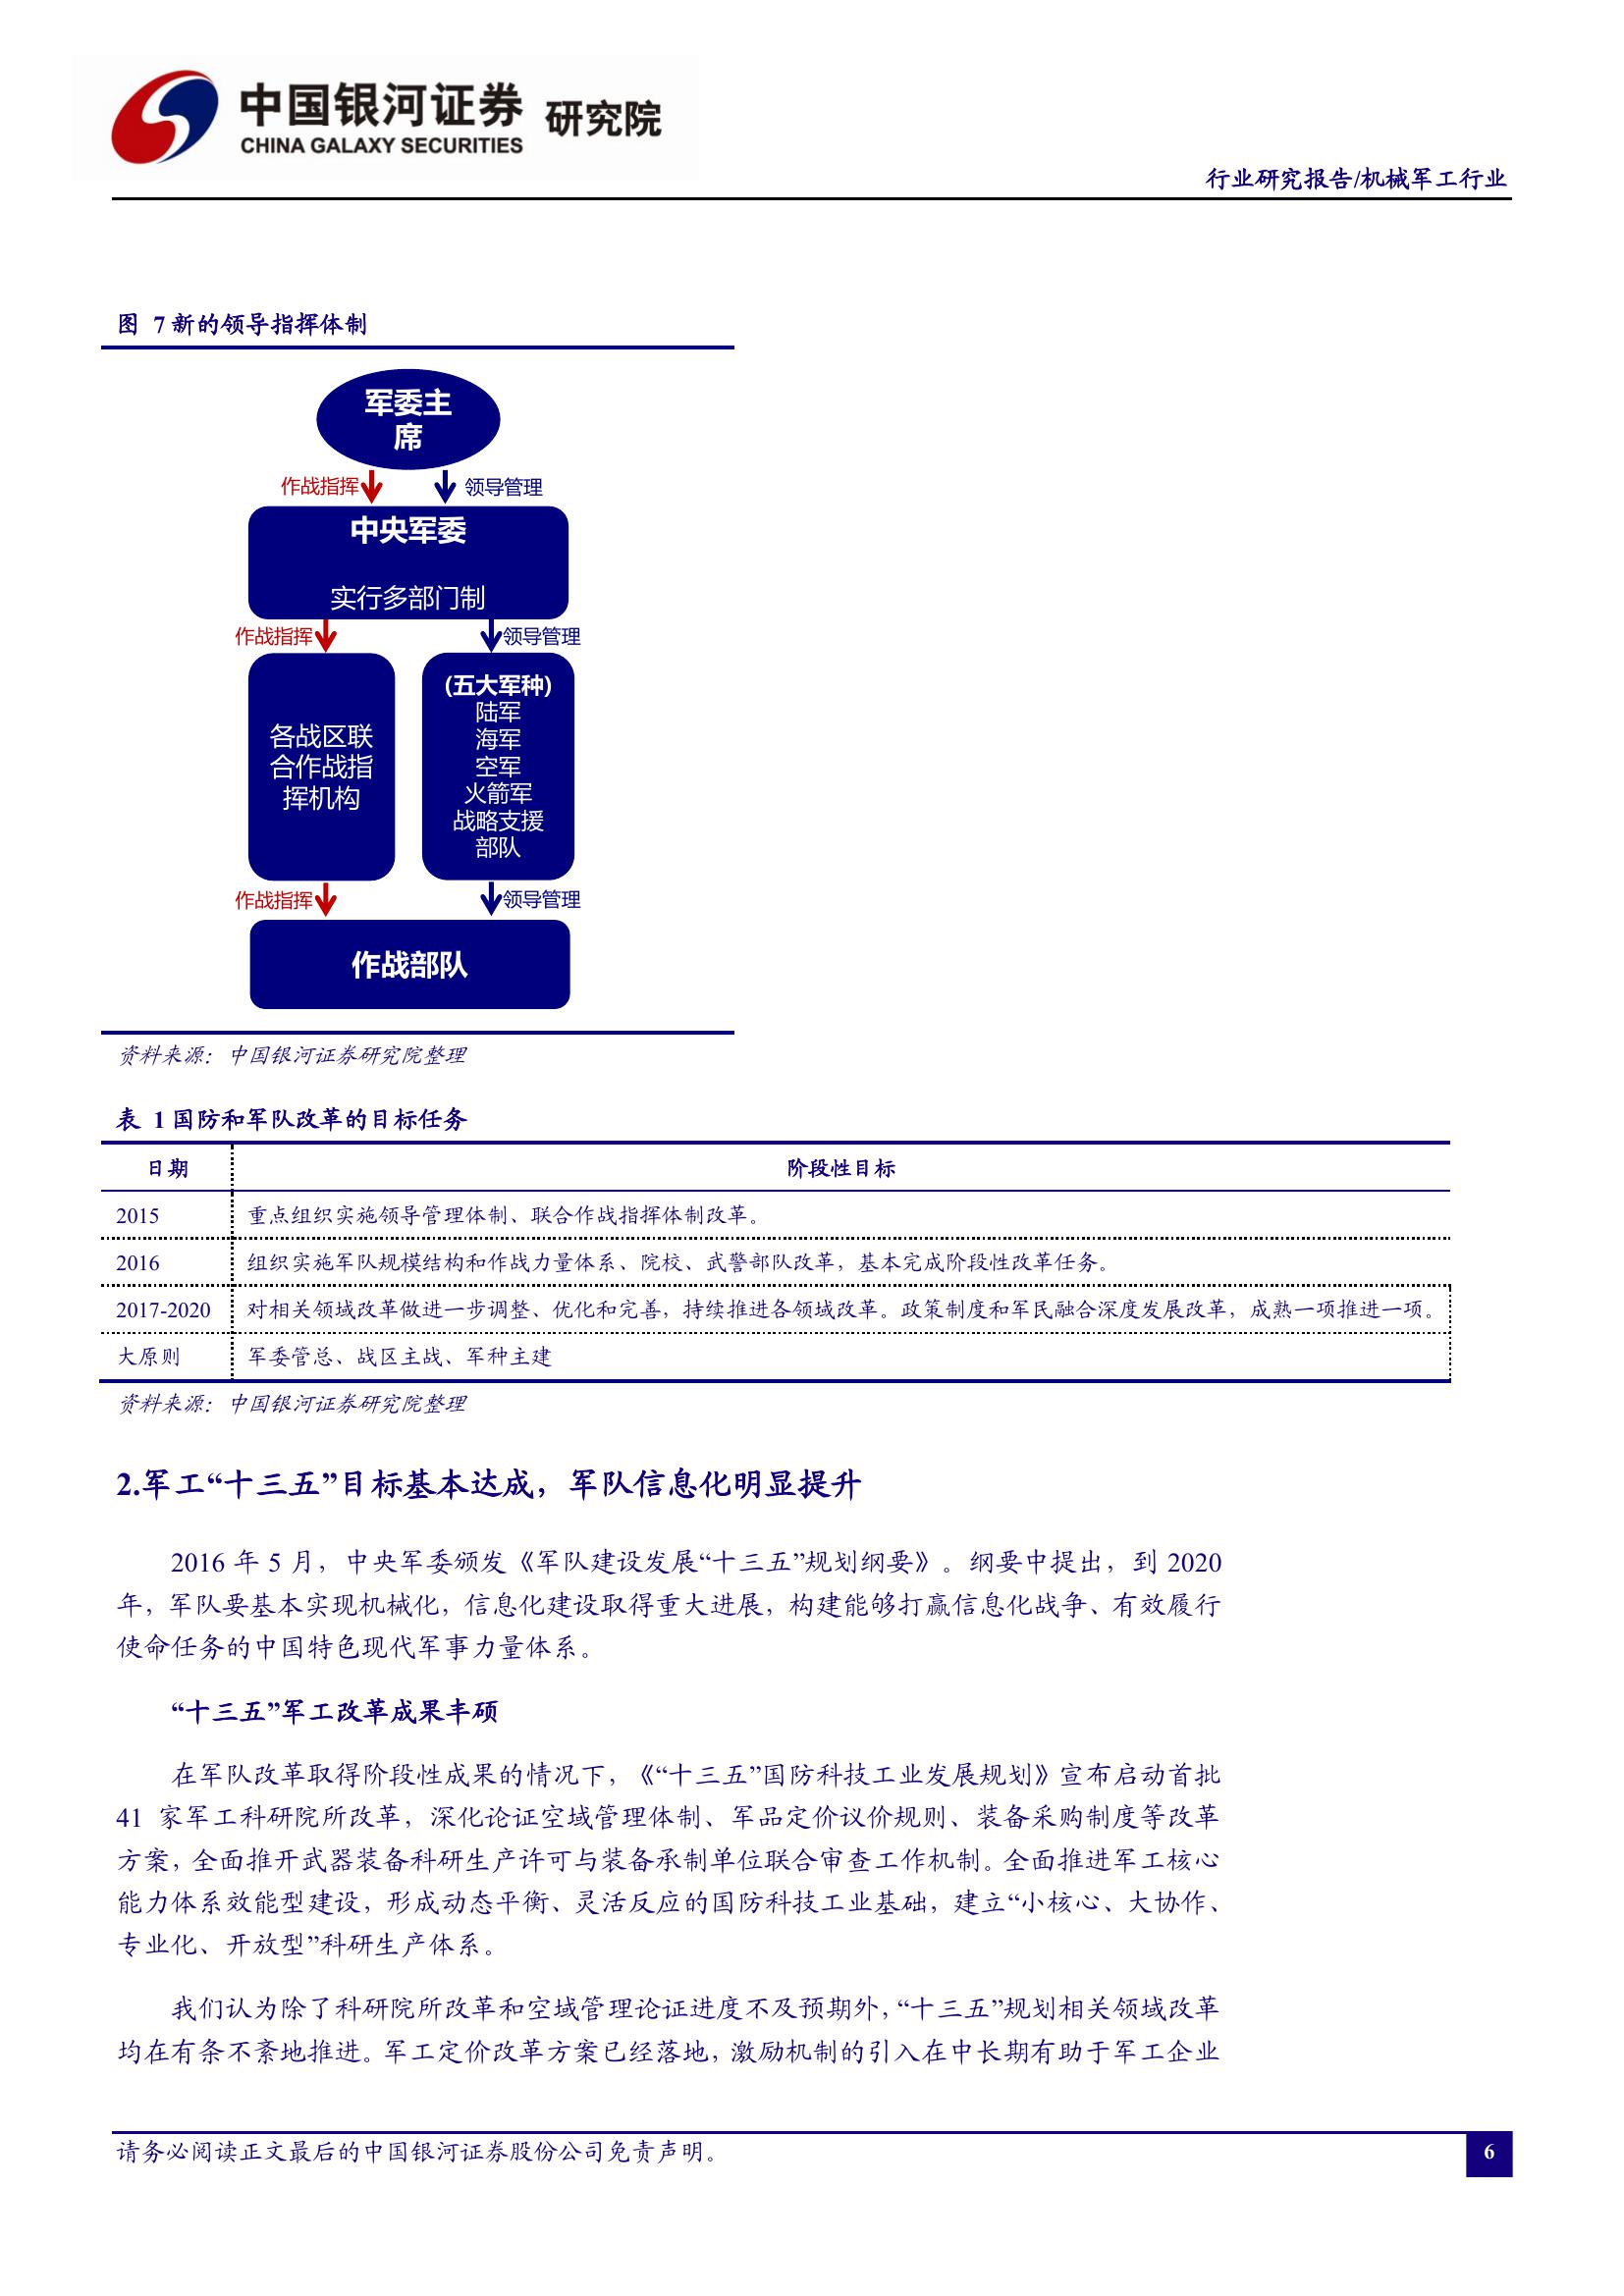 中国银河证券 研究院
CHINA GALAXY SECURITIES
行业研究报告/机械军工行业
图 7 新的领导指挥体制
军委主
席
作战指挥 领导管理
中央军委
实行多部门制
作战指挥 领导管理
各战区联
合作战指
挥机构
(五大军种)
陆军
海军
空军
火箭军
战略支援
部队
作战指挥 领导管理
作战部队
资料来源：中国银河证券研究院整理
表 1 国防和军队改革的目标任务
日期 阶段性目标
2015 重点组织实施领导管理体制、联合作战指挥体制改革。
2016 组织实施军队规模结构和作战力量体系、院校、武警部队改革，基本完成阶段性改革任务。
2017-2020 对相关领域改革做进一步调整、优化和完善，持续推进各领域改革。政策制度和军民融合深度发展改革，成熟一项推进一项。
大原则 军委管总、战区主战、军种主建
资料来源：中国银河证券研究院整理
2.军工“十三五”目标基本达成，军队信息化明显提升
2016 年 5 月，中央军委颁发《军队建设发展“十三五”规划纲要》。纲要中提出，到 2020
年，军队要基本实现机械化，信息化建设取得重大进展，构建能够打赢信息化战争、有效履行
使命任务的中国特色现代军事力量体系。
“十三五”军工改革成果丰硕
在军队改革取得阶段性成果的情况下，《“十三五”国防科技工业发展规划》宣布启动首批
41 家军工科研院所改革，深化论证空域管理体制、军品定价议价规则、装备采购制度等改革
方案，全面推开武器装备科研生产许可与装备承制单位联合审查工作机制。全面推进军工核心
能力体系效能型建设，形成动态平衡、灵活反应的国防科技工业基础，建立“小核心、大协作、
专业化、开放型”科研生产体系。
我们认为除了科研院所改革和空域管理论证进度不及预期外，“十三五”规划相关领域改革
均在有条不紊地推进。军工定价改革方案已经落地，激励机制的引入在中长期有助于军工企业
请务必阅读正文最后的中国银河证券股份公司免责声明。
6